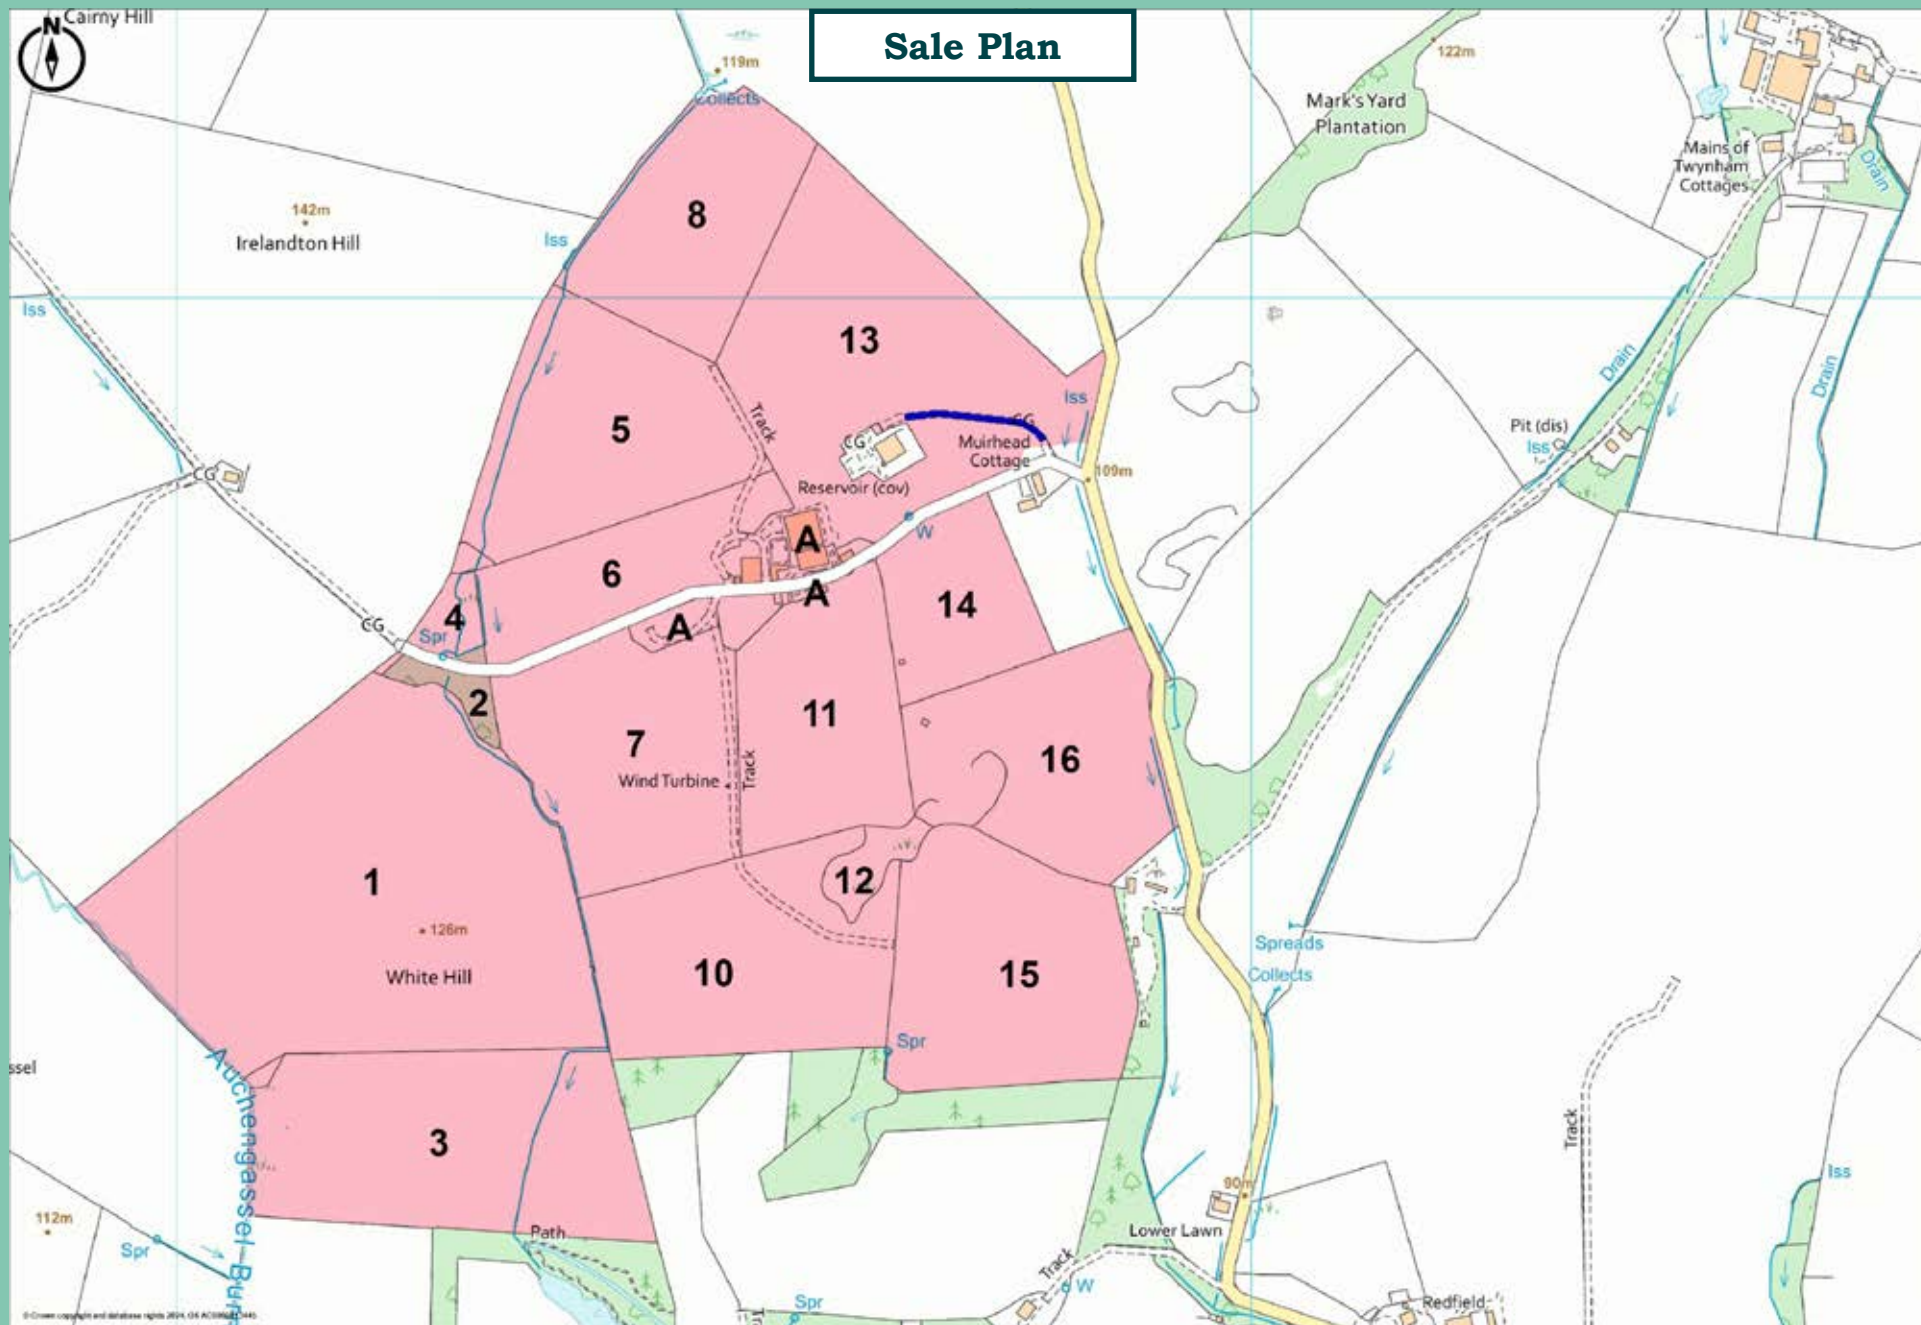 Sale Plan
N
Cairny Hill
119m
Collects
122m
Mark's Yard
Plantation
Mains of
Twynham
Cottages
Drain
142m
Irelandton Hill
Iss
8
Iss
13
Drain
Drain
Iss
5
Track
CG
CG
Muirhead
Cottage
Pit (dis)
Iss
CG
109m
Reservoir (cov)
W
A
6
A
14
4
A
CG
Spr
2
11
7
16
Wind Turbine
Track
1
12
126m
White Hill
10
15
Spreads
Collects
Spr
ssel
Auchengassel Burn
3
Track
Iss
90m
112m
Spr
Path
Lower Lawn
Track
W
Spr
Redfield